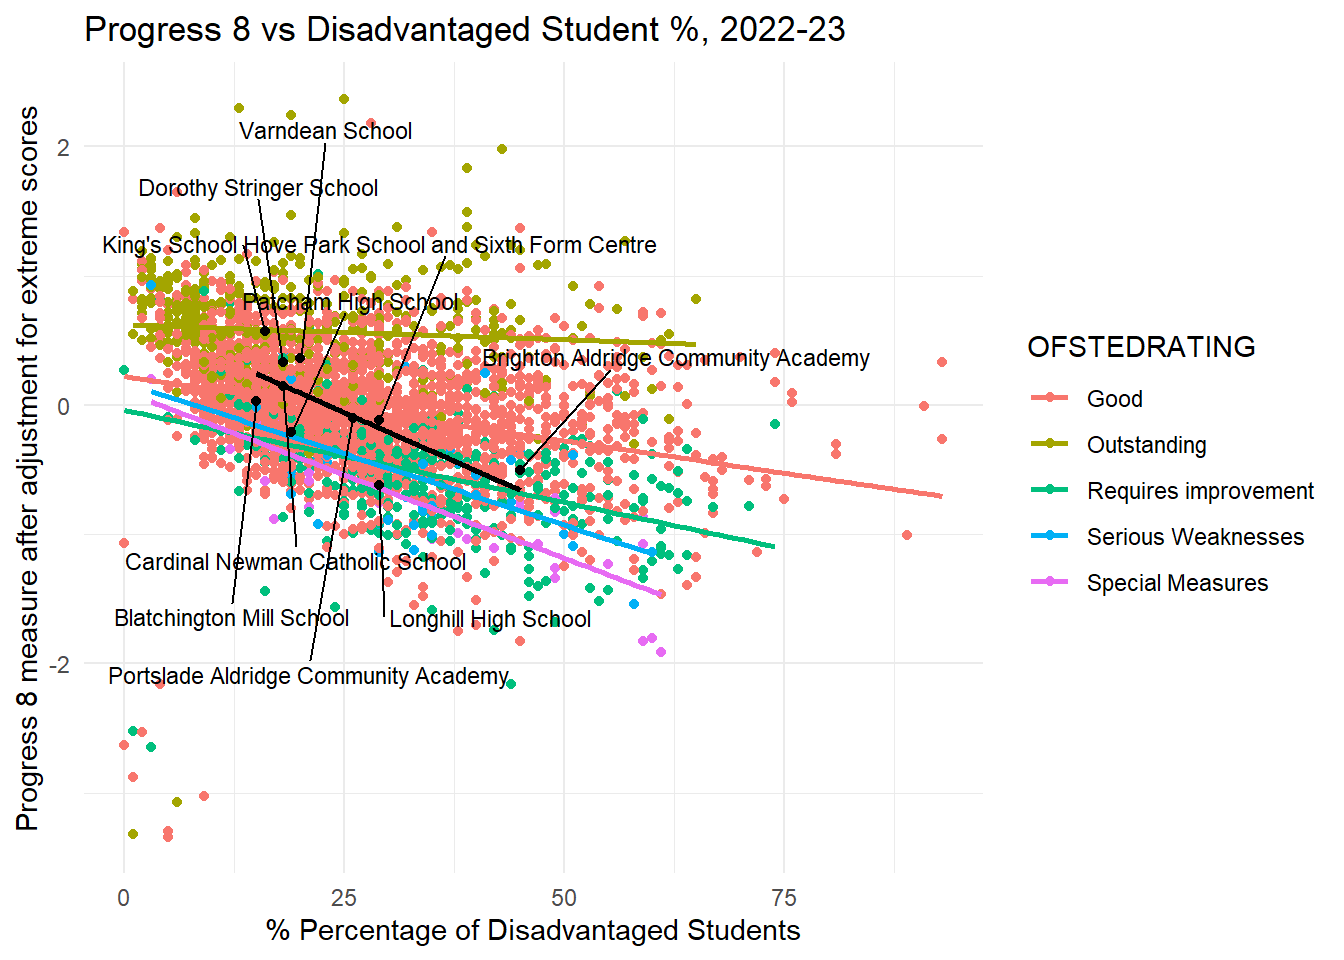 Progress 8 vs Disadvantaged Student %, 2022-23
Progress 8 measure after adjustment for extreme scores
2
0
-2
Varndean School
Dorothy Stringer School
King's School
Hove Park School and Sixth Form Centre
Patcham High School
Brighton Aldridge Community Academy
Cardinal Newman Catholic School
Blatchington Mill School
Longhill High School
Portslade Aldridge Community Academy
0
25
50
75
% Percentage of Disadvantaged Students
OFSTEDRATING
Good
Outstanding
Requires improvement
Serious Weaknesses
Special Measures